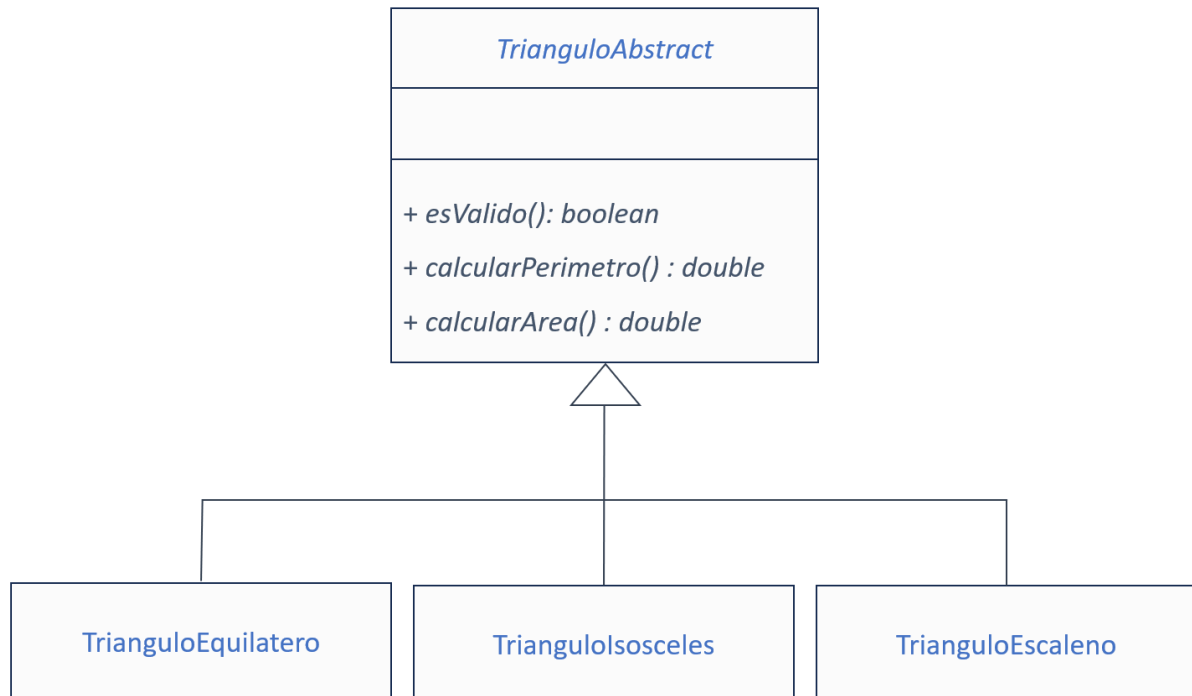 TrianguloAbstract
+ esValido(): boolean
+ calcularPerimetro() : double
+ calcularArea() : double
TrianguloEquilatero
TrianguloIsosceles
TrianguloEscaleno